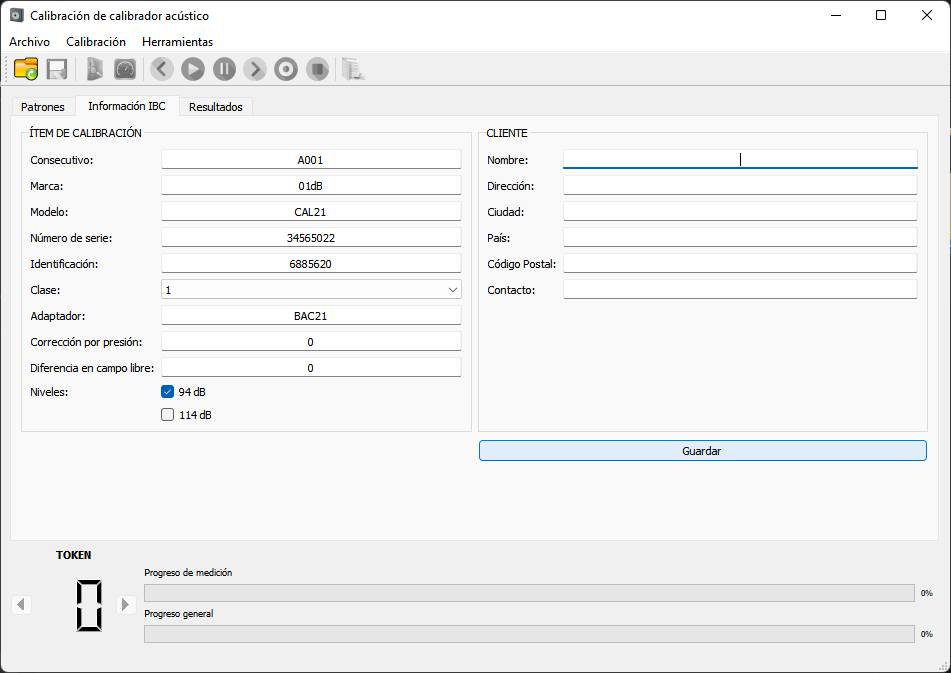 Calibración de calibrador acústico
Archivo Calibración Herramientas
Patrones Información IBC Resultados
ÍTEM DE CALIBRACIÓN
Consecutivo: A001
Marca: 01dB
Modelo: CAL21
Número de serie: 34565022
Identificación: 6885620
Clase: 1
Adaptador: BAC21
Corrección por presión: 0
Diferencia en campo libre: 0
Niveles: 94 dB
114 dB
CLIENTE
Nombre:
Dirección:
Ciudad:
País:
Código Postal:
Contacto:
Guardar
TOKEN
0
Progreso de medición
0%
Progreso general
0%